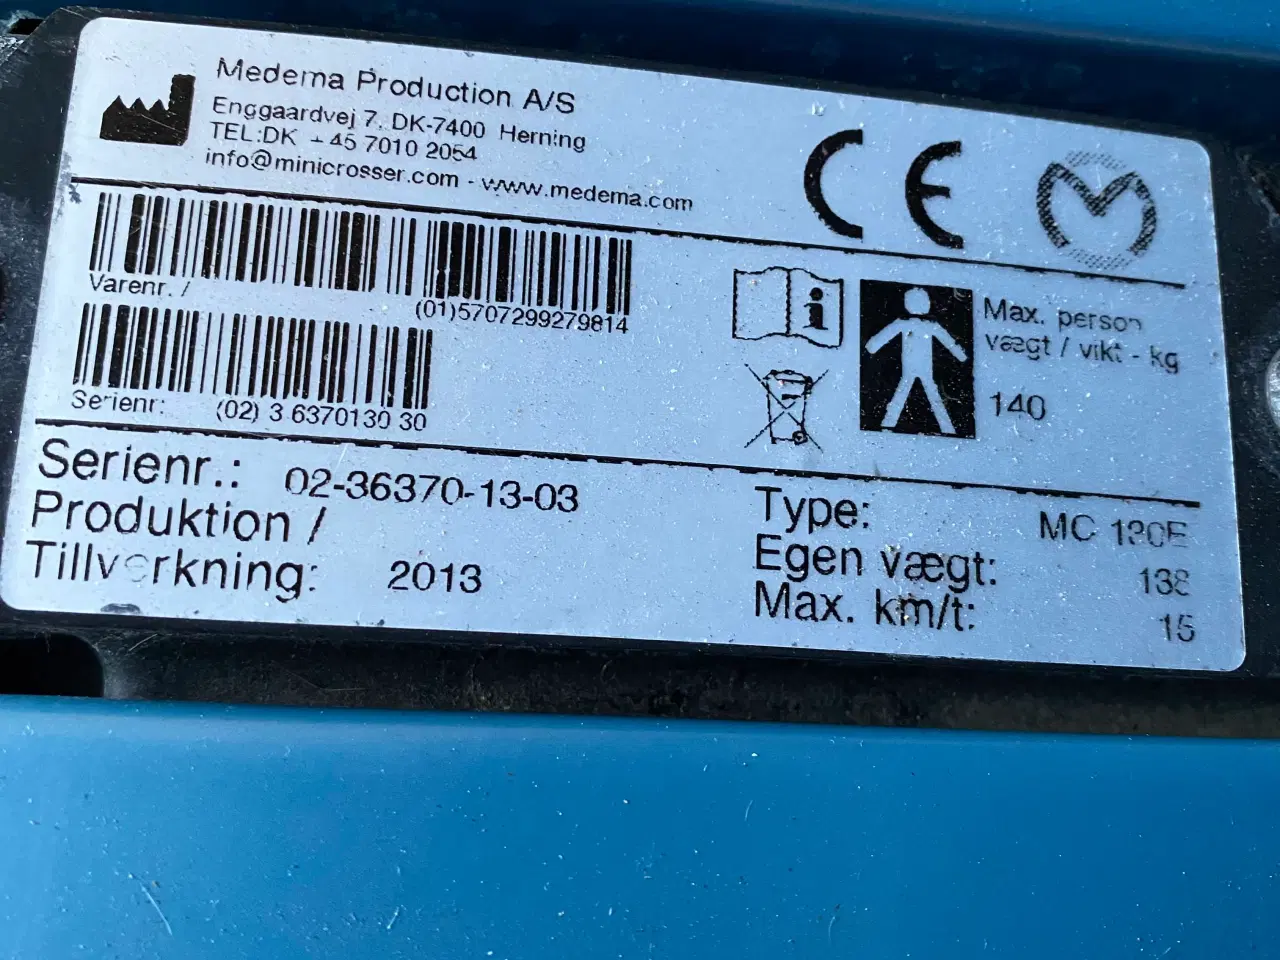 Medema Production A/S
Enggaardvej 7, DK-7400 Herning
TEL:DK +45 7010 2054
info@minicrosser.com - www.medema.com
CE
M
Varenr. /
(01)5707299279814
Serienr:
(02) 3 6370130 30
Max. person
vægt / vikt - kg
140
Serienr.: 02-36370-13-03
Produktion /
Tillverkning: 2013
Type: MC
Egen vægt: 138
Max. km/t: 15